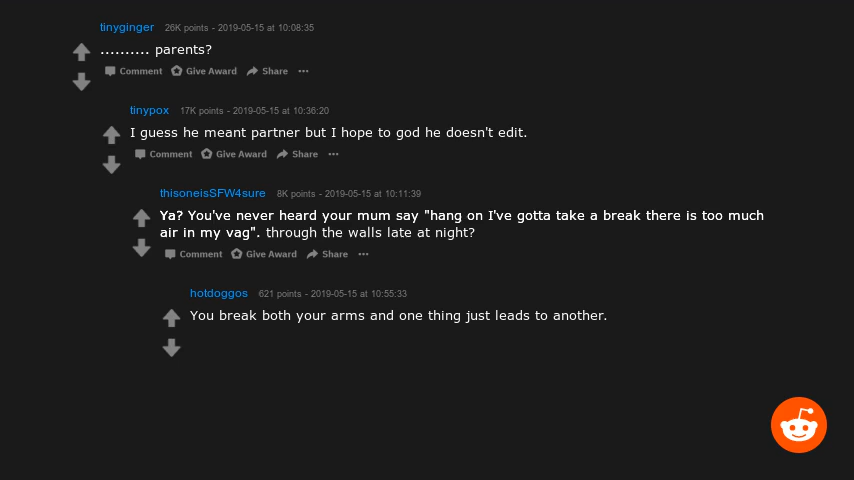 tinyginger 26K points - 2019-05-15 at 10:08:35
.......... parents?
Comment Give Award Share ...
tinypox 17K points - 2019-05-15 at 10:36:20
I guess he meant partner but I hope to god he doesn't edit.
Comment Give Award Share ...
thisoneisSFW4sure 8K points - 2019-05-15 at 10:11:39
Ya? You've never heard your mum say "hang on I've gotta take a break there is too much
air in my vag". through the walls late at night?
Comment Give Award Share ...
hotdoggos 621 points - 2019-05-15 at 10:55:33
You break both your arms and one thing just leads to another.